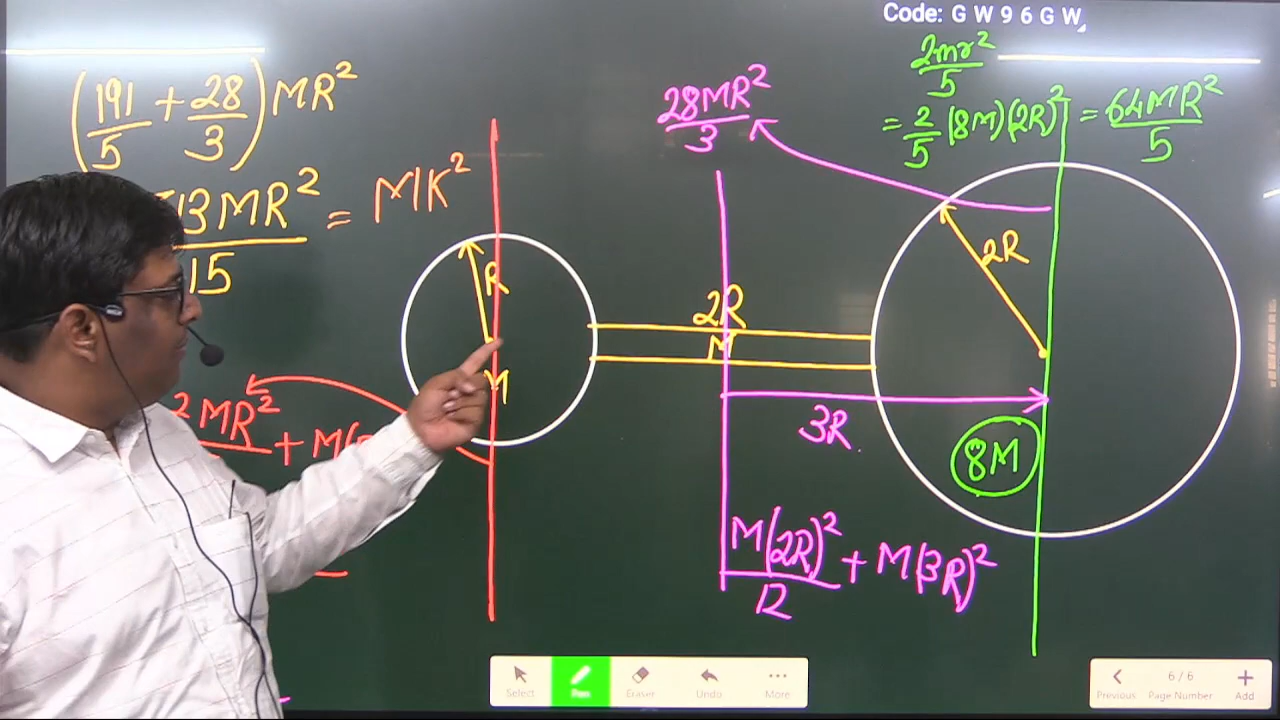 Code: G W 9 6 G W
(191/5 + 28/3) MR²
13MR²/15 = MK²
28MR²/3
2mr²/5
= 2/5 (8M)(2R)² = 64MR²/5
R
M
2R
M
2R
3R
8M
2MR² + M(
M(2R)²/12 + M(3R)²
Select
Pen
Eraser
Undo
More
Previous
6 / 6
Page Number
Add